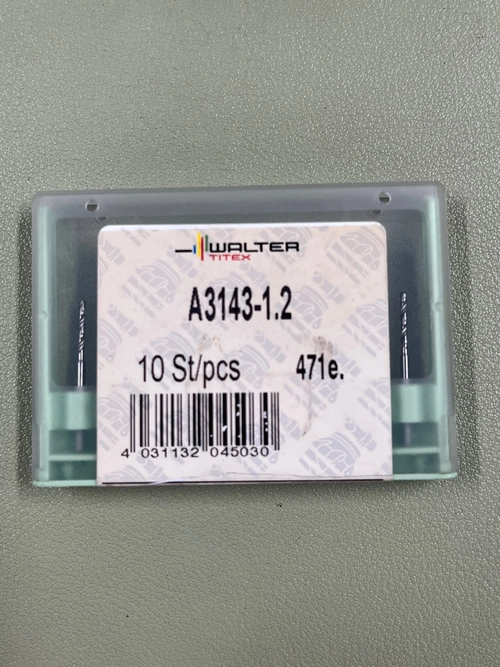 WALTER
TITEX
A3143-1.2
10 St/pcs 471e.
4 031132 045030